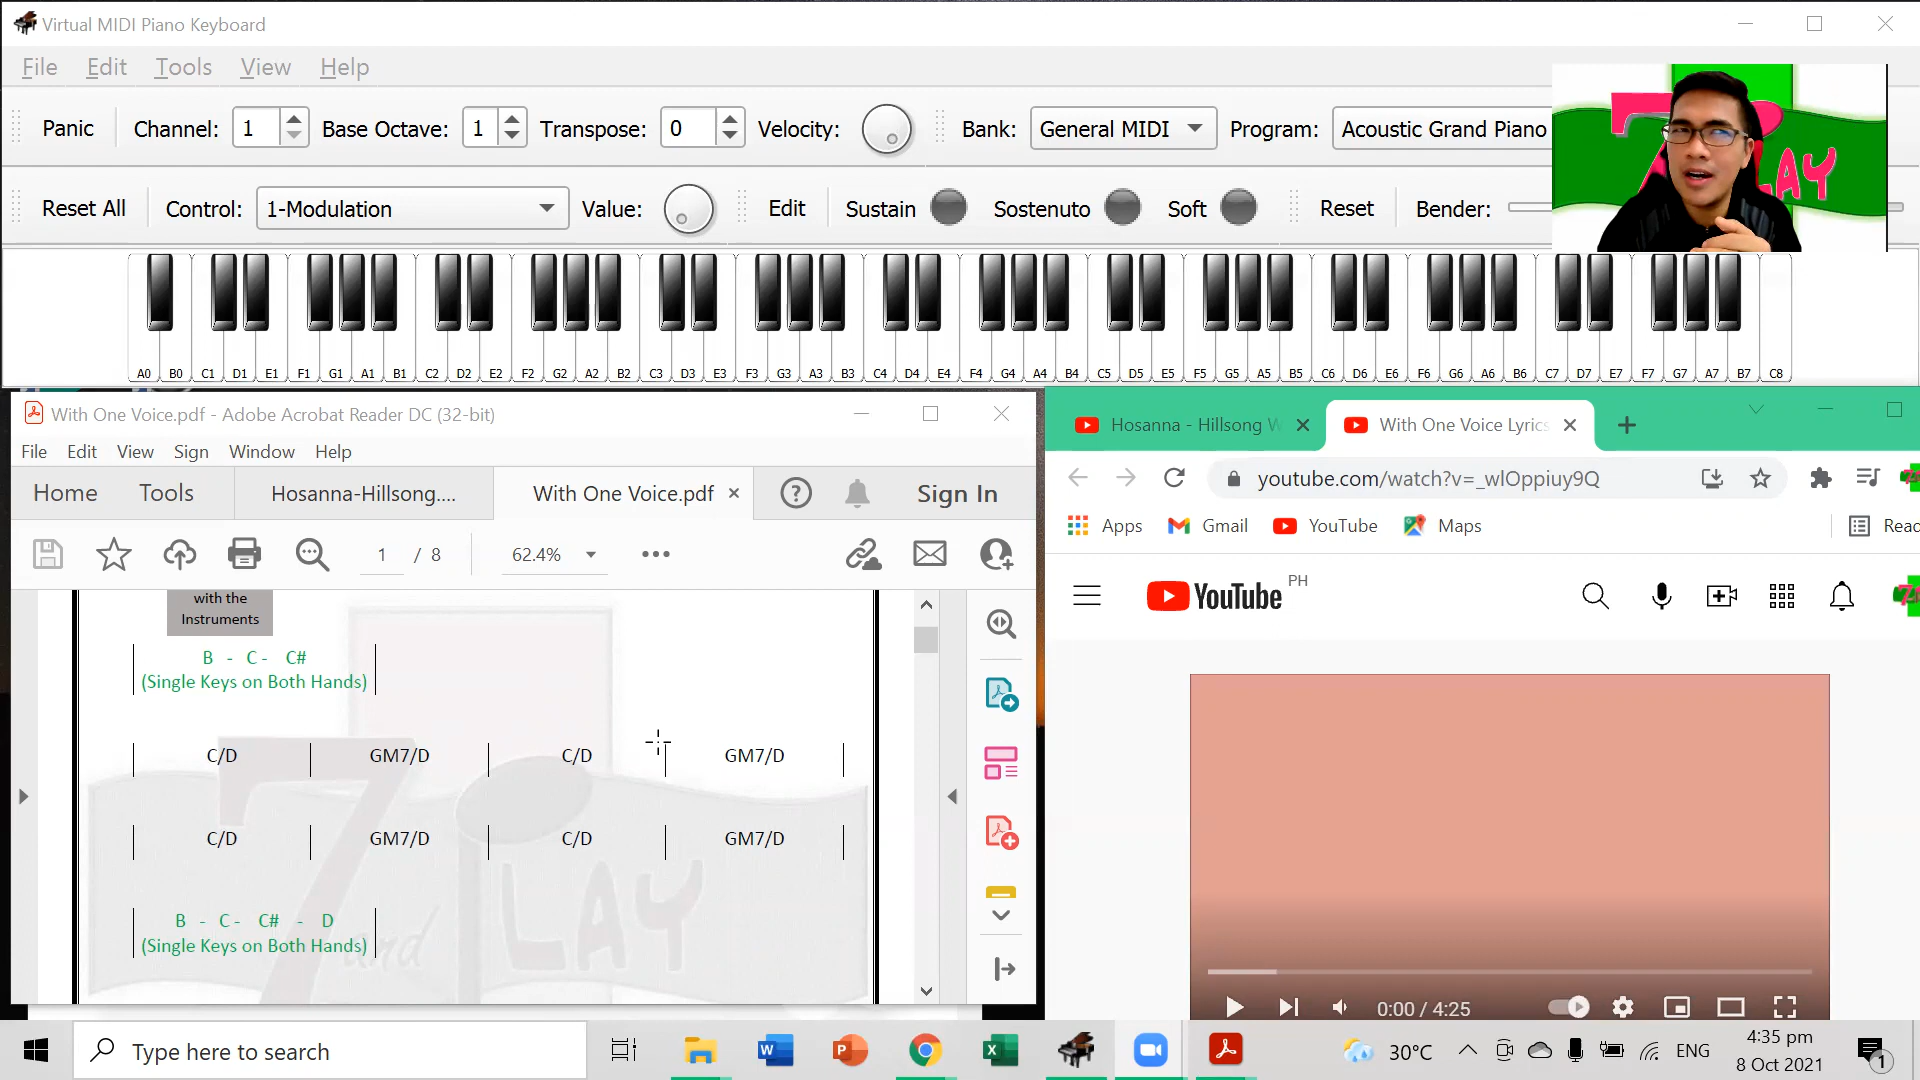 Virtual MIDI Piano Keyboard
File Edit Tools View Help
Panic Channel: 1 Base Octave: 1 Transpose: 0 Velocity: Bank: General MIDI Program: Acoustic Grand Piano
Reset All Control: 1-Modulation Value: Edit Sustain Sostenuto Soft Reset Bender:
7 LAY
A0 B0 C1 D1 E1 F1 G1 A1 B1 C2 D2 E2 F2 G2 A2 B2 C3 D3 E3 F3 G3 A3 B3 C4 D4 E4 F4 G4 A4 B4 C5 D5 E5 F5 G5 A5 B5 C6 D6 E6 F6 G6 A6 B6 C7 D7 E7 F7 G7 A7 B7 C8
With One Voice.pdf - Adobe Acrobat Reader DC (32-bit)
File Edit View Sign Window Help
Home Tools Hosanna-Hillsong.... With One Voice.pdf Sign In
1 / 8 62.4%
with the
Instruments
B - C - C#
(Single Keys on Both Hands)
C/D GM7/D C/D GM7/D
C/D GM7/D C/D GM7/D
B - C - C# - D
(Single Keys on Both Hands)
7 and LAY
Hosanna - Hillsong W With One Voice Lyrics
youtube.com/watch?v=_wlOppiuy9Q
Apps Gmail YouTube Maps Read
YouTube PH
0:00 / 4:25
Type here to search
30°C ENG 4:35 pm
8 Oct 2021
1